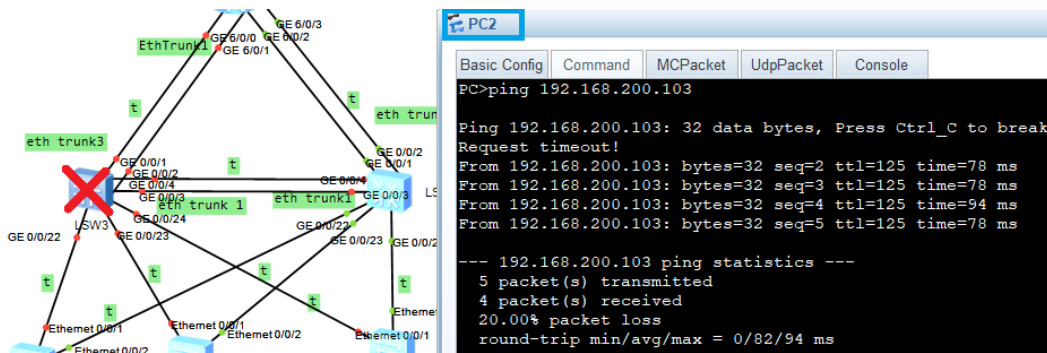 GE 6/0/3
GE 6/0/0 GE 6/0/2
EthTrunk1
GE 6/0/1
t
t
eth trun
eth trunk3
GE 0/0/2
GE 0/0/1
GE 0/0/1
t
GE 0/0/2
GE 0/0/4
GE 0/0/4
GE 0/0/3
GE 0/0/3
eth trunk 1
eth trunk1
LS
GE 0/0/24
LSW3
GE 0/0/22
GE 0/0/22
GE 0/0/23
GE 0/0/23
GE 0/0/2
t
t
t
t
t
t
Ethernet 0/0/1
Ethernet 0/0/1
Ethernet 0/0/1
Etherne
Ethernet 0/0/2
Ethernet 0/0/2
PC2
Basic Config Command MCPacket UdpPacket Console
PC>ping 192.168.200.103
Ping 192.168.200.103: 32 data bytes, Press Ctrl_C to break
Request timeout!
From 192.168.200.103: bytes=32 seq=2 ttl=125 time=78 ms
From 192.168.200.103: bytes=32 seq=3 ttl=125 time=78 ms
From 192.168.200.103: bytes=32 seq=4 ttl=125 time=94 ms
From 192.168.200.103: bytes=32 seq=5 ttl=125 time=78 ms
--- 192.168.200.103 ping statistics ---
5 packet(s) transmitted
4 packet(s) received
20.00% packet loss
round-trip min/avg/max = 0/82/94 ms